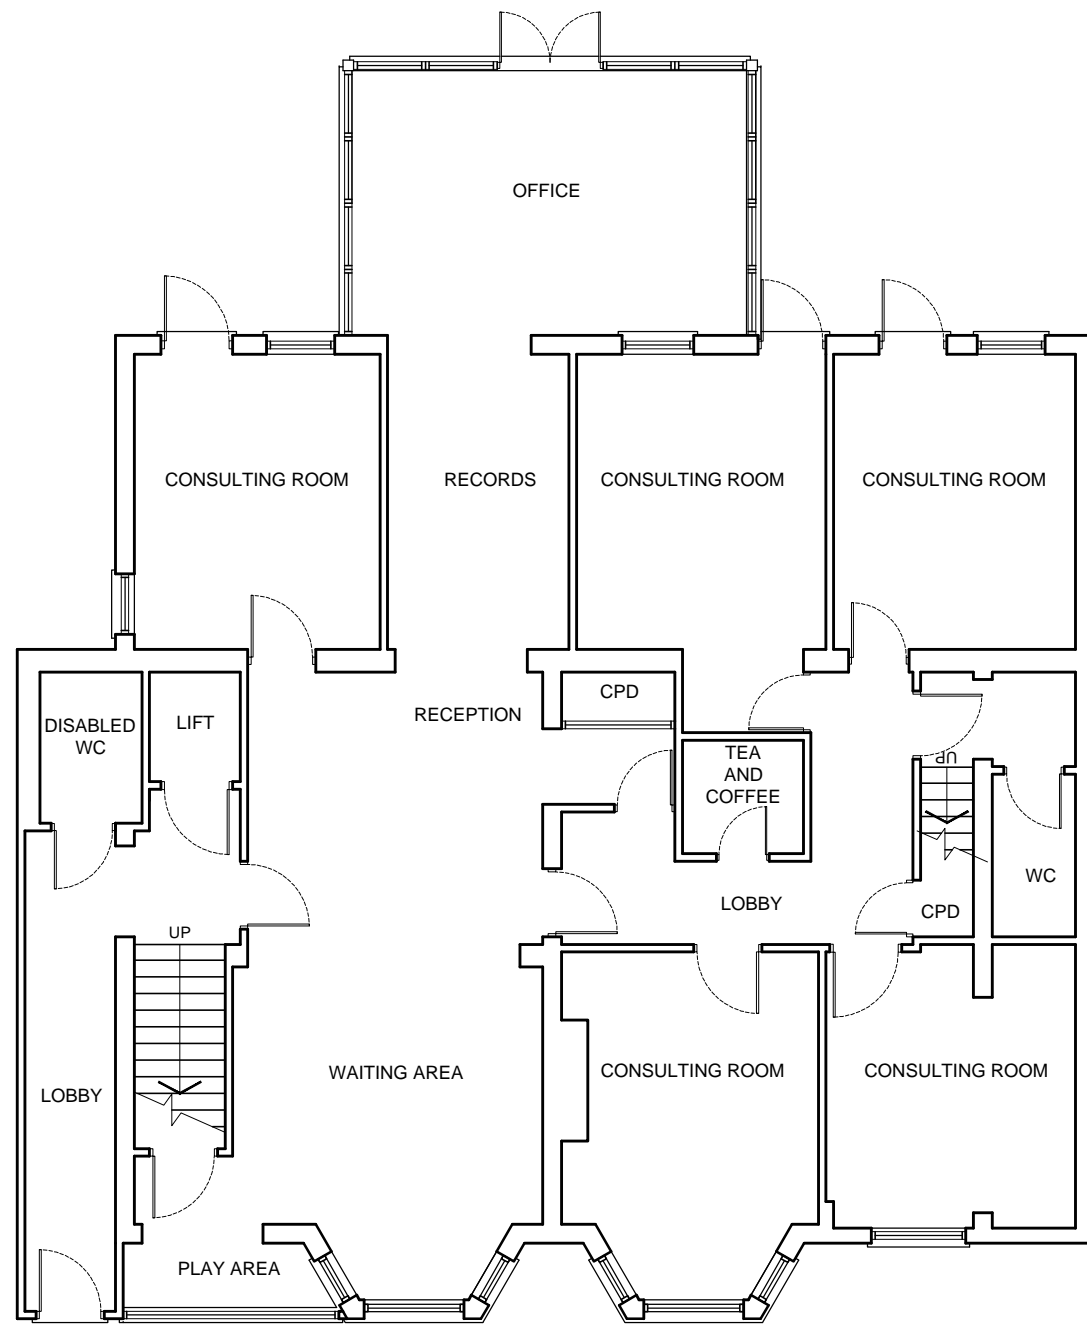 OFFICE
CONSULTING ROOM
RECORDS
CONSULTING ROOM
CONSULTING ROOM
CPD
RECEPTION
DISABLED
WC
LIFT
TEA
AND
COFFEE
UP
WC
LOBBY
CPD
UP
WAITING AREA
CONSULTING ROOM
CONSULTING ROOM
LOBBY
PLAY AREA